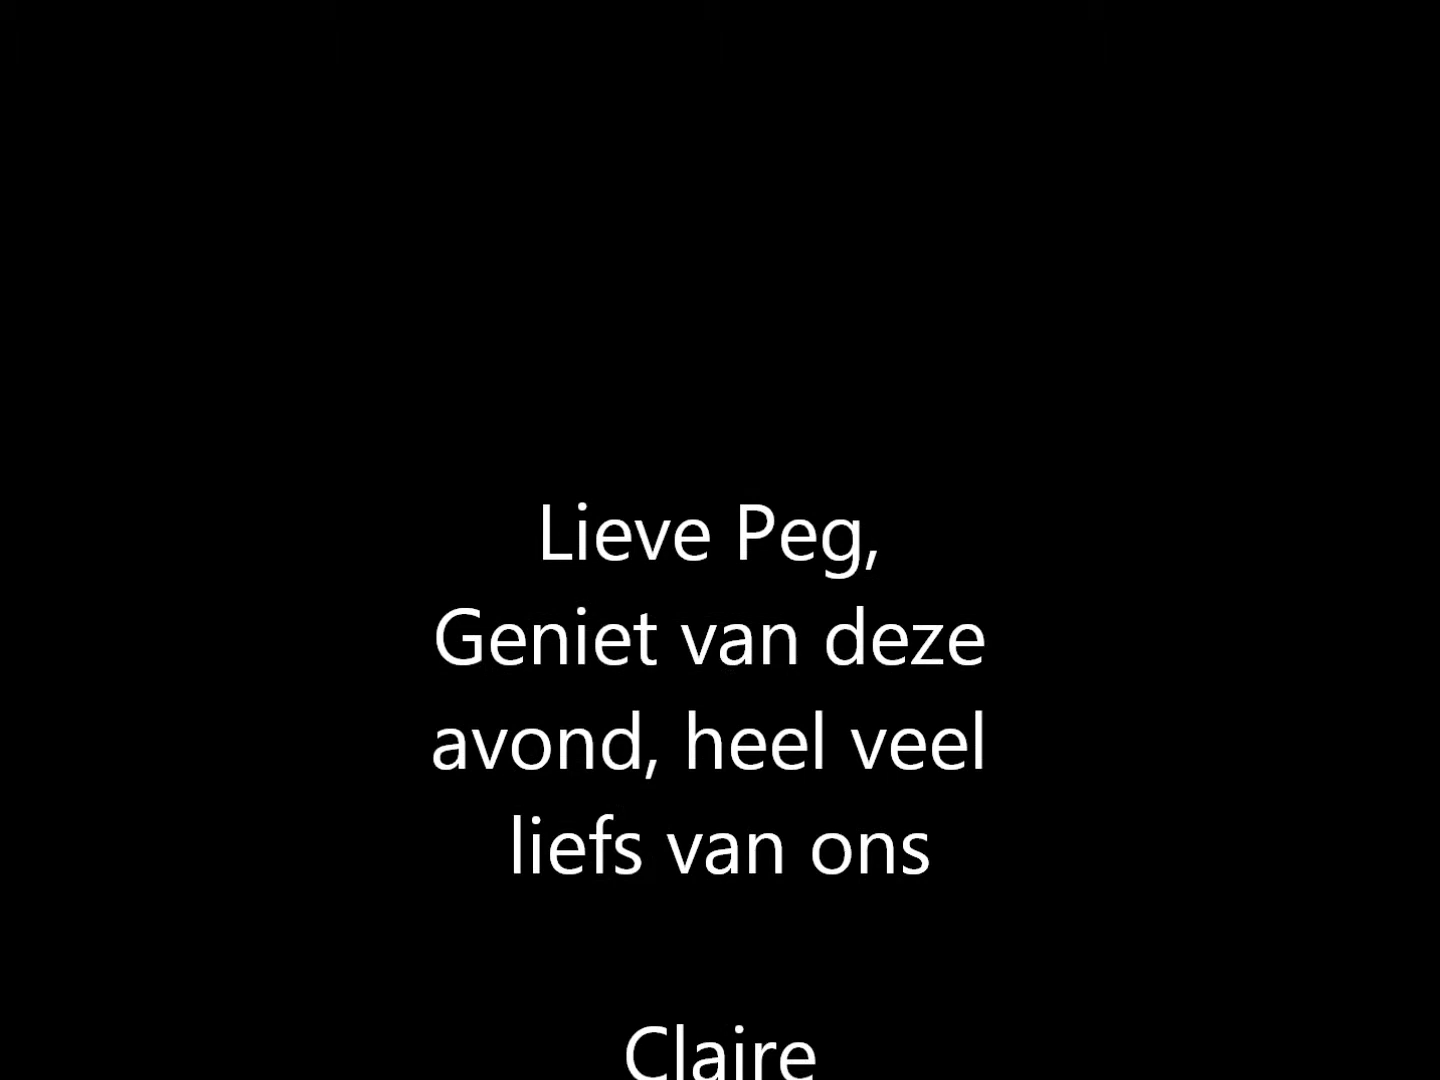 Lieve Peg,
Geniet van deze
avond, heel veel
liefs van ons
Claire